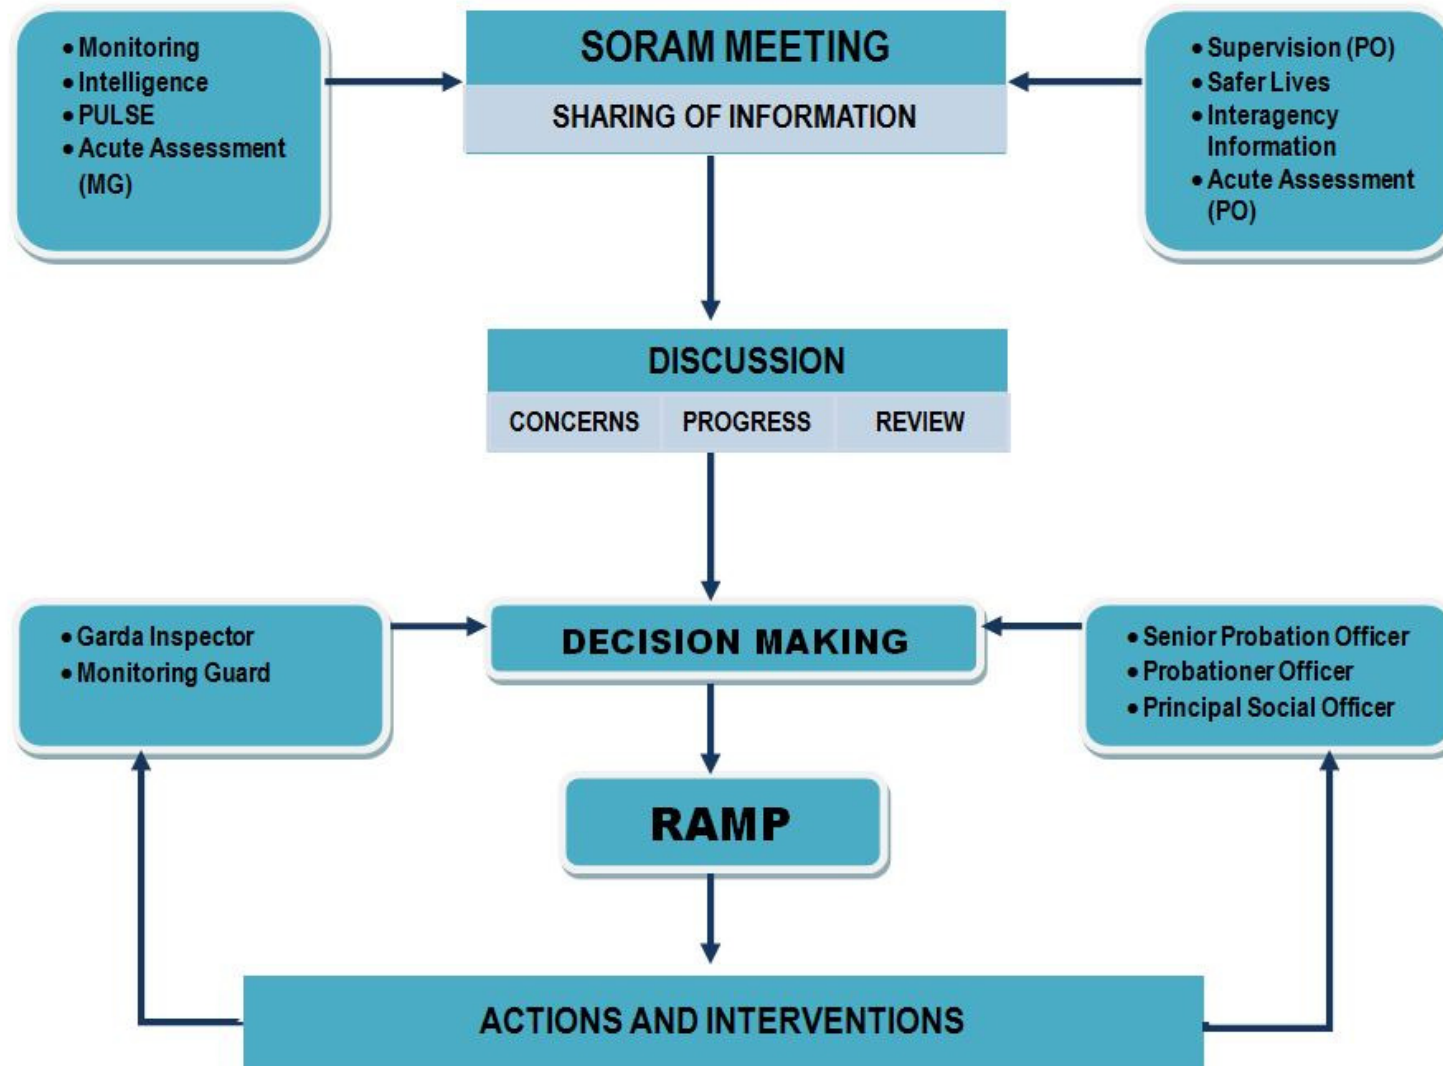 • Monitoring
• Intelligence
• PULSE
• Acute Assessment
(MG)
SORAM MEETING
SHARING OF INFORMATION
• Supervision (PO)
• Safer Lives
• Interagency
Information
• Acute Assessment
(PO)
DISCUSSION
CONCERNS PROGRESS REVIEW
• Garda Inspector
• Monitoring Guard
DECISION MAKING
• Senior Probation Officer
• Probationer Officer
• Principal Social Officer
RAMP
ACTIONS AND INTERVENTIONS